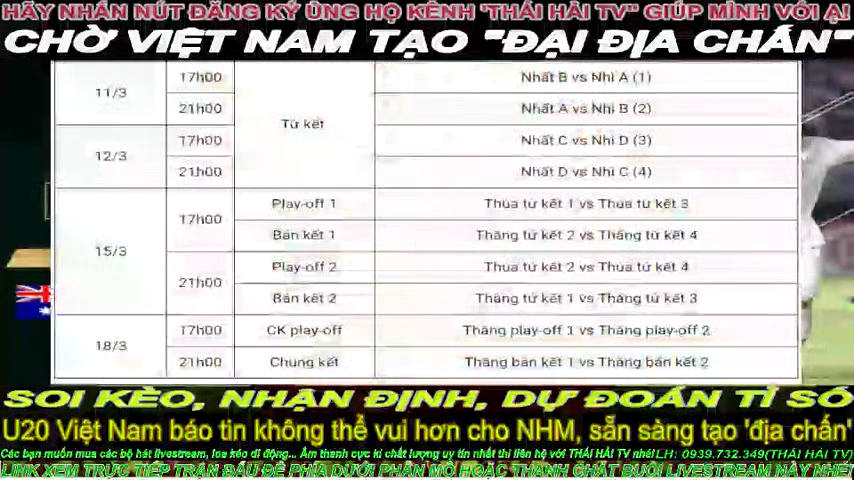 HÃY NHẤN NÚT ĐĂNG KÝ ỦNG HỘ KÊNH "THÁI HẢI TV" GIÚP MÌNH VỚI Ạ!
CHỜ VIỆT NAM TẠO "ĐẠI ĐỊA CHẤN"
11/3 17h00 Tứ kết Nhất B vs Nhì A (1)
21h00 Nhất A vs Nhì B (2)
12/3 17h00 Nhất C vs Nhì D (3)
21h00 Nhất D vs Nhì C (4)
15/3 17h00 Play-off 1 Thua tứ kết 1 vs Thua tứ kết 3
Bán kết 1 Thắng tứ kết 2 vs Thắng tứ kết 4
21h00 Play-off 2 Thua tứ kết 2 vs Thua tứ kết 4
Bán kết 2 Thắng tứ kết 1 vs Thắng tứ kết 3
18/3 17h00 CK play-off Thắng play-off 1 vs Thắng play-off 2
21h00 Chung kết Thắng bán kết 1 vs Thắng bán kết 2
SOI KÈO, NHẬN ĐỊNH, DỰ ĐOÁN TỈ SỐ
U20 Việt Nam báo tin không thể vui hơn cho NHM, sẵn sàng tạo 'địa chấn'
Các bạn muốn mua các bộ hát livestream, loa kéo di động... Âm thanh cực kì chất lượng uy tín nhất thì liên hệ với THÁI HẢI TV nhé! LH: 0939.732.349(THÁI HẢI TV)
LINK XEM TRỰC TIẾP TRẬN ĐẤU ĐỂ PHÍA DƯỚI PHẦN MÔ HOẶC THANH CHÁT BUỔI LIVESTREAM NÀY NHÉ!